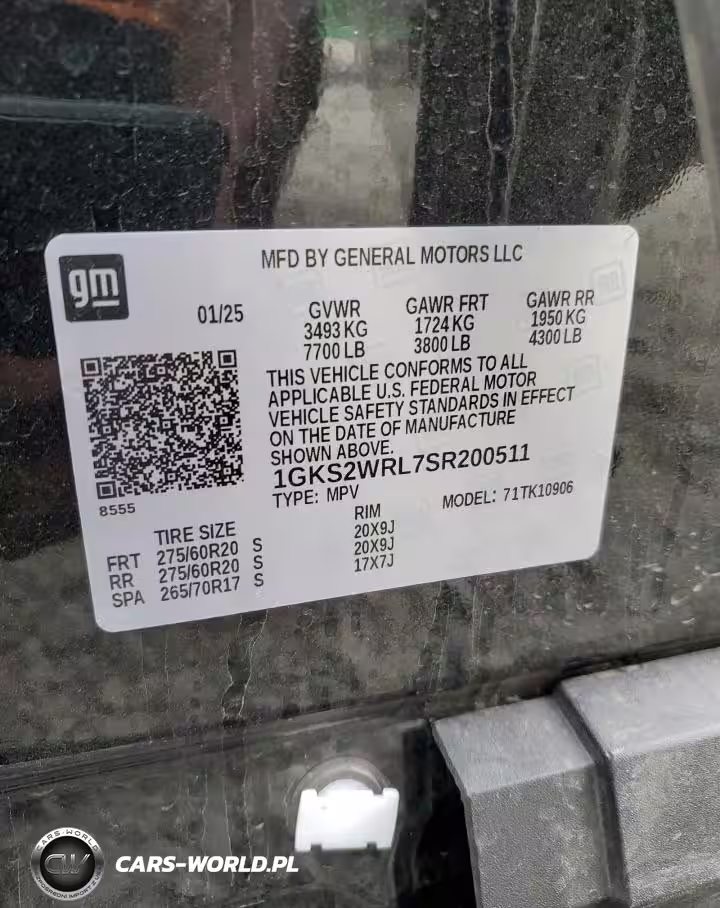 MFD BY GENERAL MOTORS LLC
gm
01/25
GVWR GAWR FRT GAWR RR
3493 KG 1724 KG 1950 KG
7700 LB 3800 LB 4300 LB
THIS VEHICLE CONFORMS TO ALL
APPLICABLE U.S. FEDERAL MOTOR
VEHICLE SAFETY STANDARDS IN EFFECT
ON THE DATE OF MANUFACTURE
SHOWN ABOVE.
1GKS2WRL7SR200511
TYPE: MPV MODEL: 71TK10906
8555
TIRE SIZE RIM
FRT 275/60R20 S 20X9J
RR 275/60R20 S 20X9J
SPA 265/70R17 S 17X7J
CARS-WORLD
CW
CARS-WORLD.PL